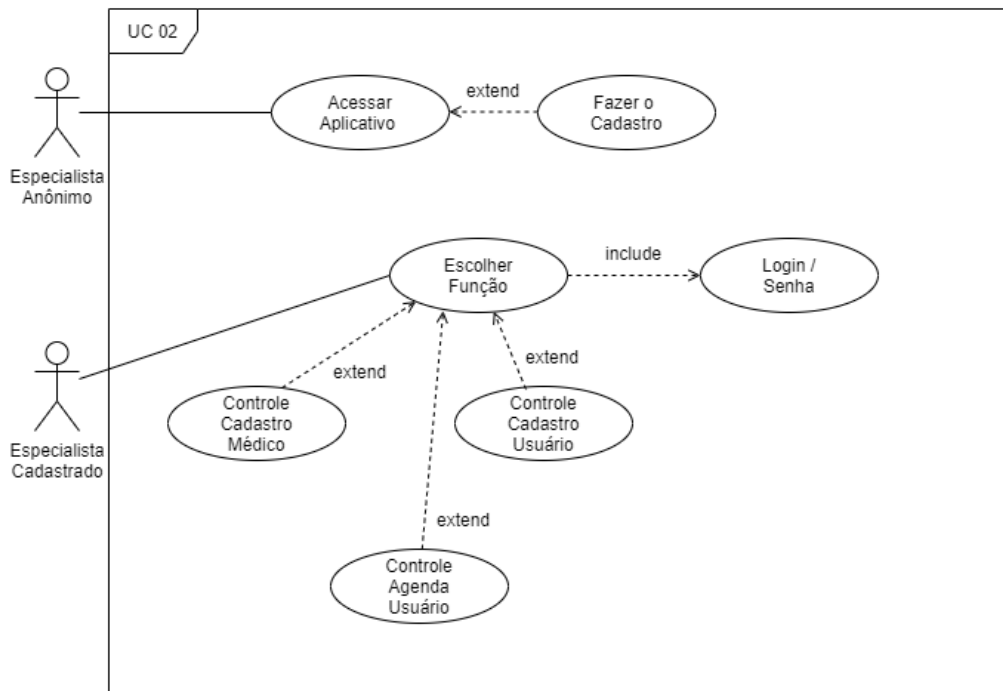 UC 02
Especialista
Anônimo
Acessar
Aplicativo
extend
Fazer o
Cadastro
Especialista
Cadastrado
Escolher
Função
include
Login /
Senha
extend
extend
extend
Controle
Cadastro
Médico
Controle
Cadastro
Usuário
Controle
Agenda
Usuário